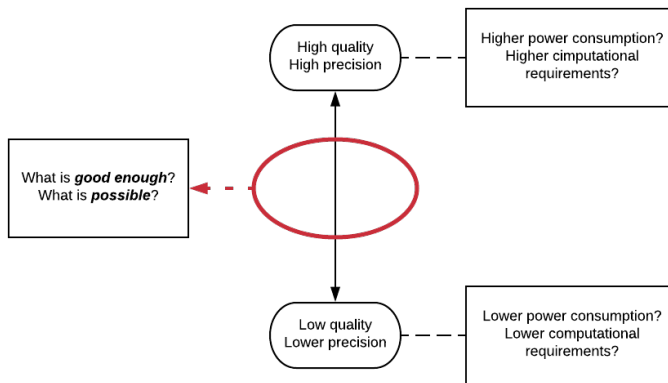 High quality
High precision
Higher power consumption?
Higher cimputational
requirements?
What is good enough?
What is possible?
Low quality
Lower precision
Lower power consumption?
Lower computational
requirements?